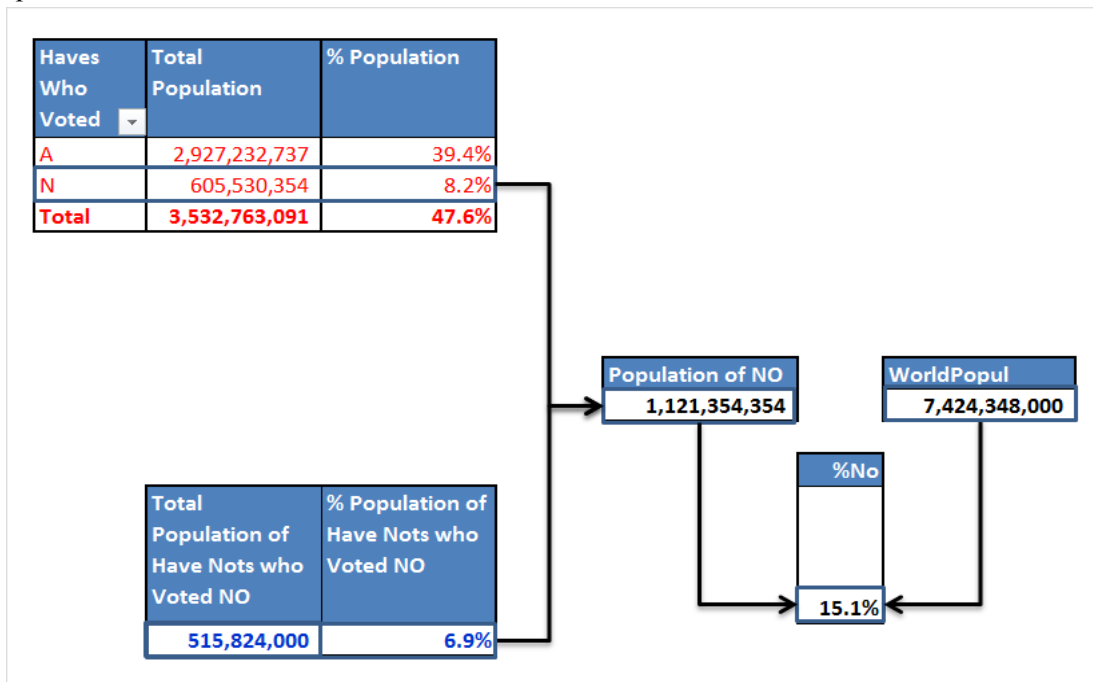 Haves Who Voted
Total Population
% Population
A 2,927,232,737 39.4%
N 605,530,354 8.2%
Total 3,532,763,091 47.6%
Population of NO
1,121,354,354
WorldPopul
7,424,348,000
%No
15.1%
Total Population of Have Nots who Voted NO
% Population of Have Nots who Voted NO
515,824,000 6.9%